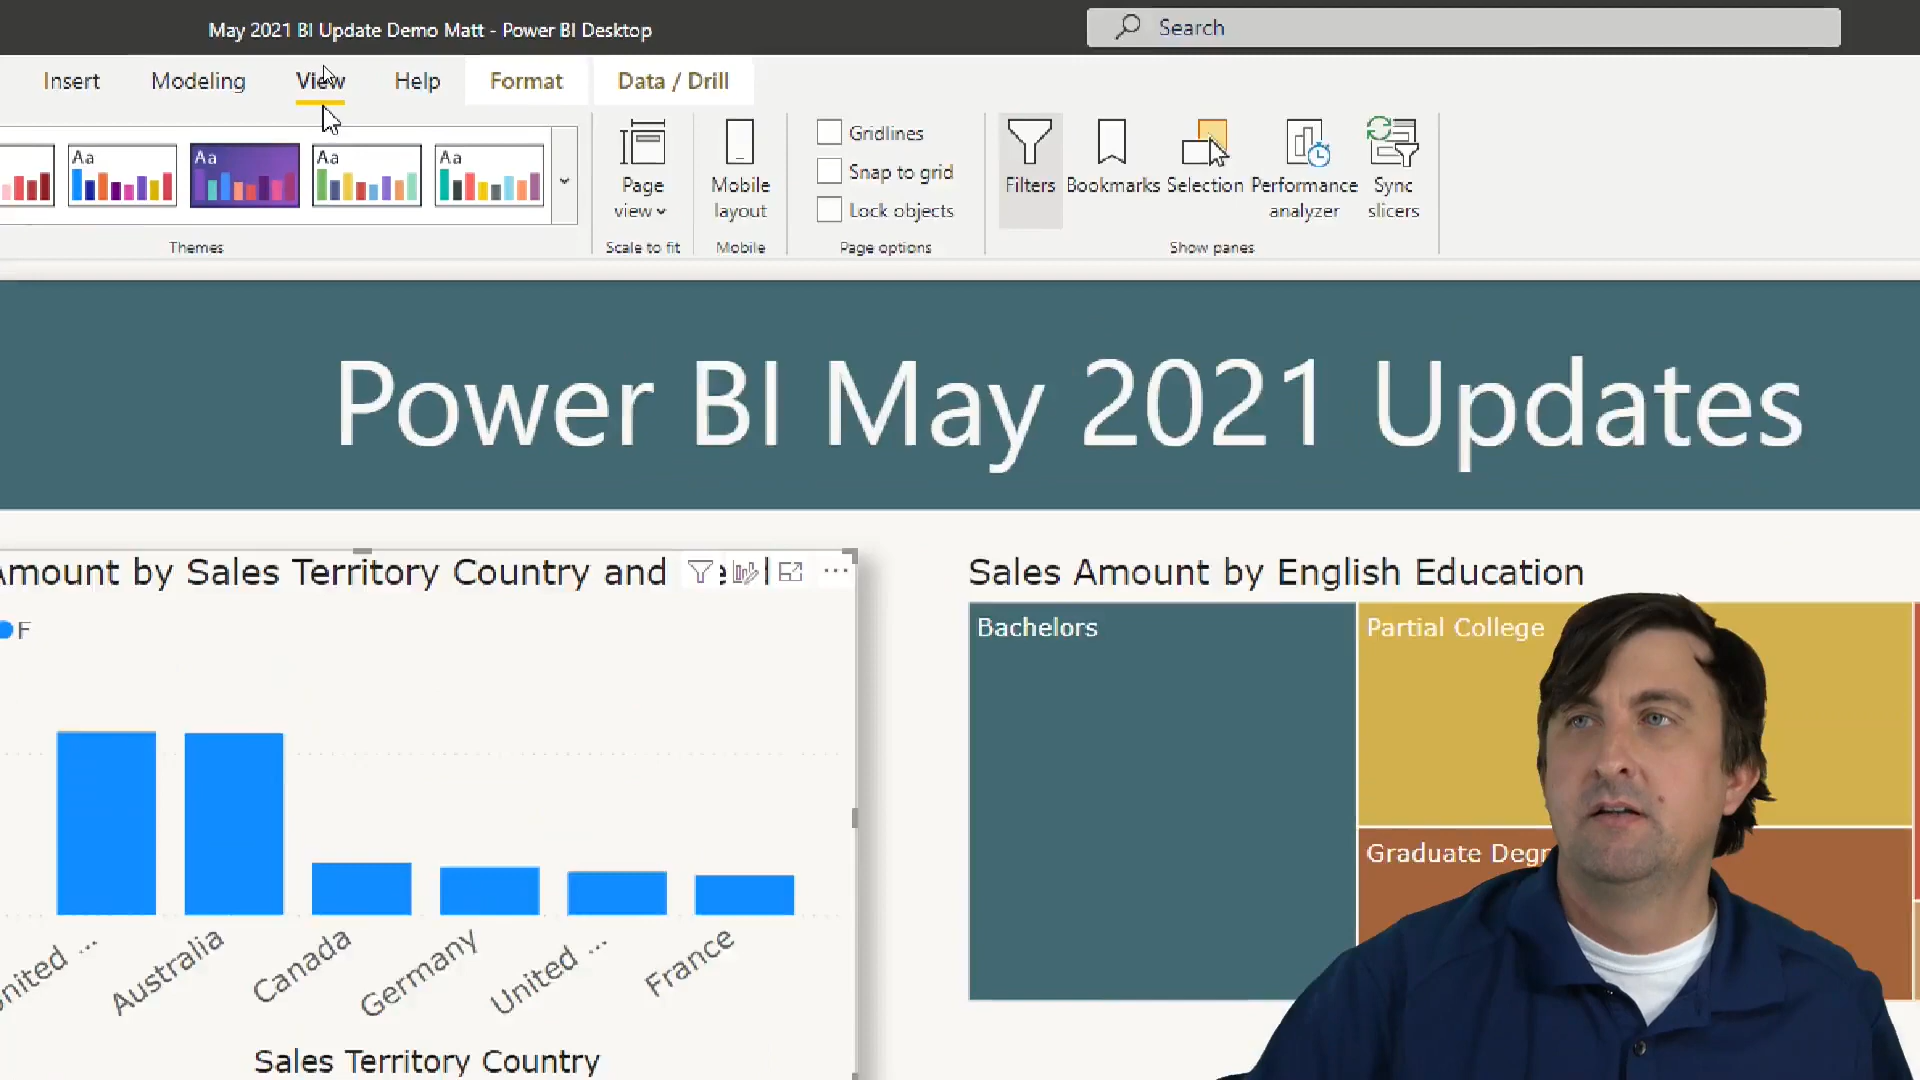 May 2021 BI Update Demo Matt - Power BI Desktop
Search
Insert
Modeling
View
Help
Format
Data / Drill
Aa
Aa
Aa
Aa
Page view
Mobile layout
Gridlines
Snap to grid
Lock objects
Filters
Bookmarks
Selection
Performance analyzer
Sync slicers
Themes
Scale to fit
Mobile
Page options
Show panes
Power BI May 2021 Updates
Amount by Sales Territory Country and
F
United ...
Australia
Canada
Germany
United ...
France
Sales Territory Country
Sales Amount by English Education
Bachelors
Partial College
Graduate Degr